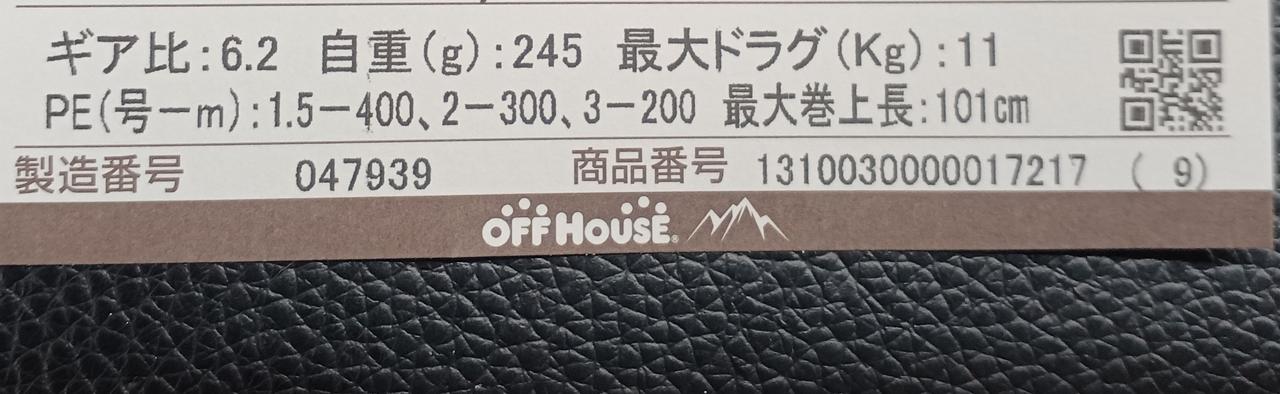 ギア比:6.2 自重(g):245 最大ドラグ(Kg):11
PE(号ーm):1.5ー400、2ー300、3ー200 最大巻上長:101cm
製造番号 047939 商品番号 1310030000017217 ( 9)
OFF HOUSE®